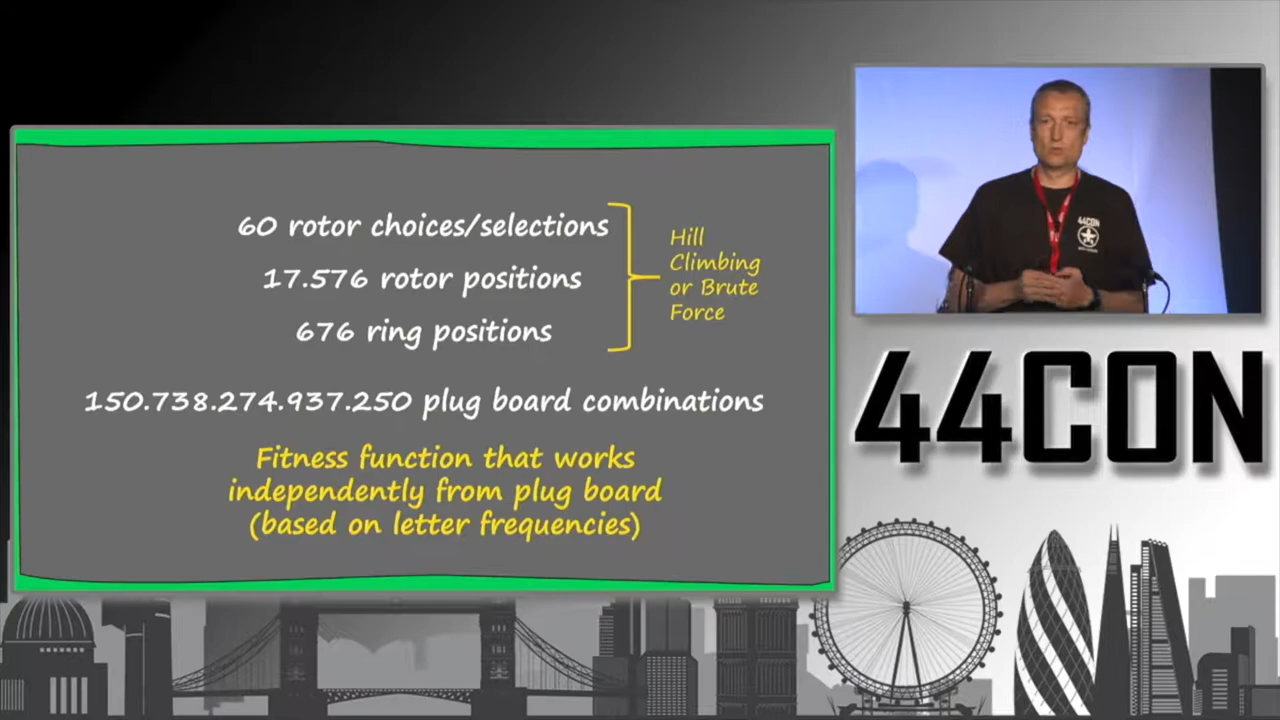 60 rotor choices/selections
17.576 rotor positions
676 ring positions
Hill
Climbing
or Brute
Force
150.738.274.937.250 plug board combinations
Fitness function that works
independently from plug board
(based on letter frequencies)
44CON
44CON